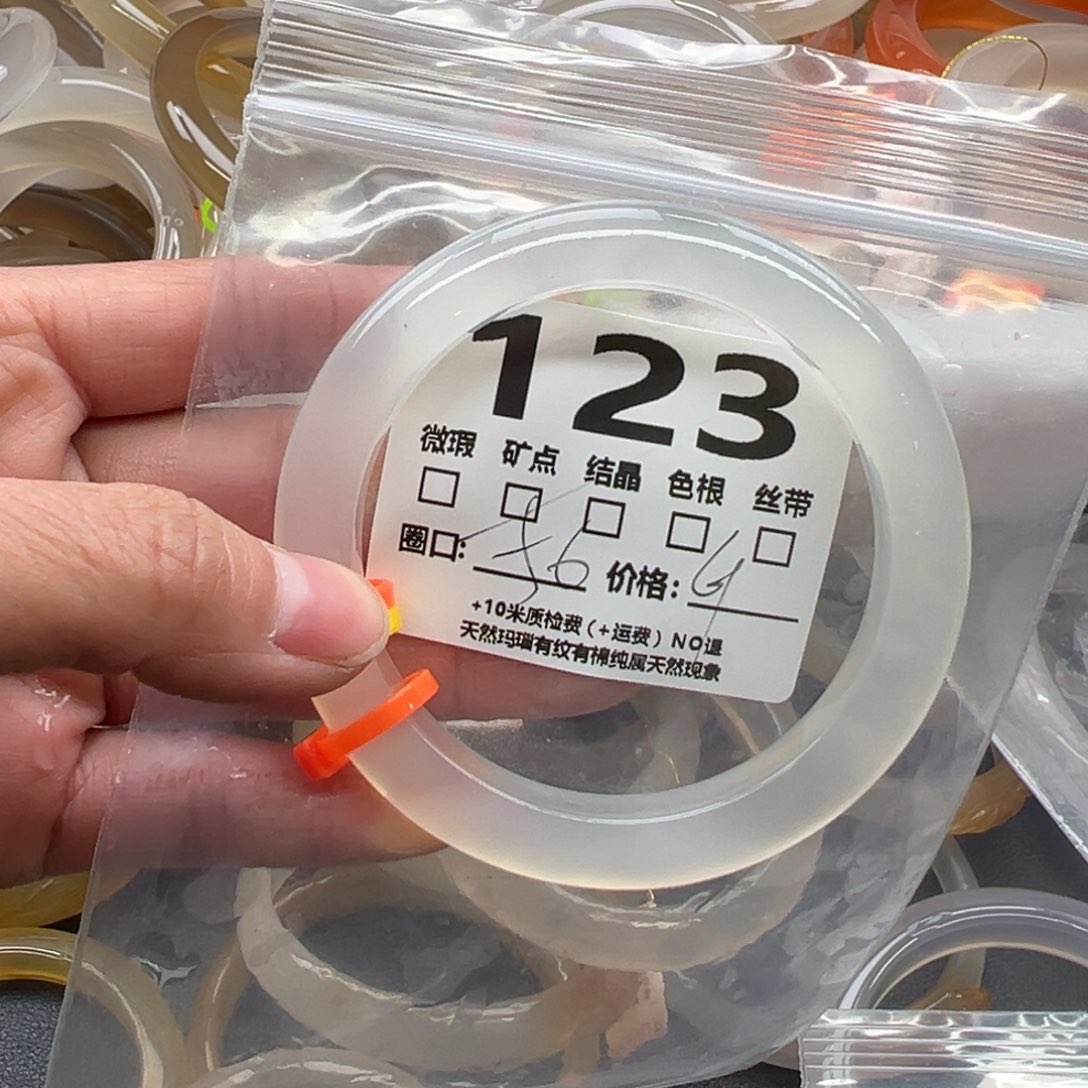 123
微瑕 矿点 结晶 色根 丝带
圈口: 56 价格:
+10米质检费(+运费)NO退
天然玛瑙有纹有棉纯属天然现象